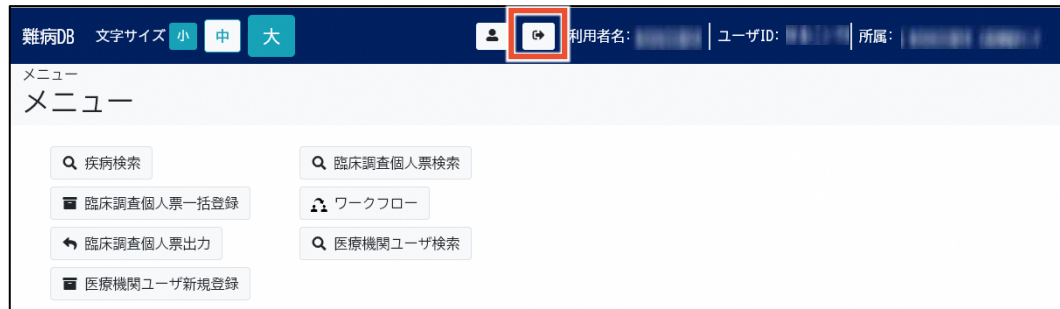 難病DB 文字サイズ 小 中 大 利用者名: ユーザID: 所属:
メニュー
メニュー
疾病検索 臨床調査個人票検索
臨床調査個人票一括登録 ワークフロー
臨床調査個人票出力 医療機関ユーザ検索
医療機関ユーザ新規登録